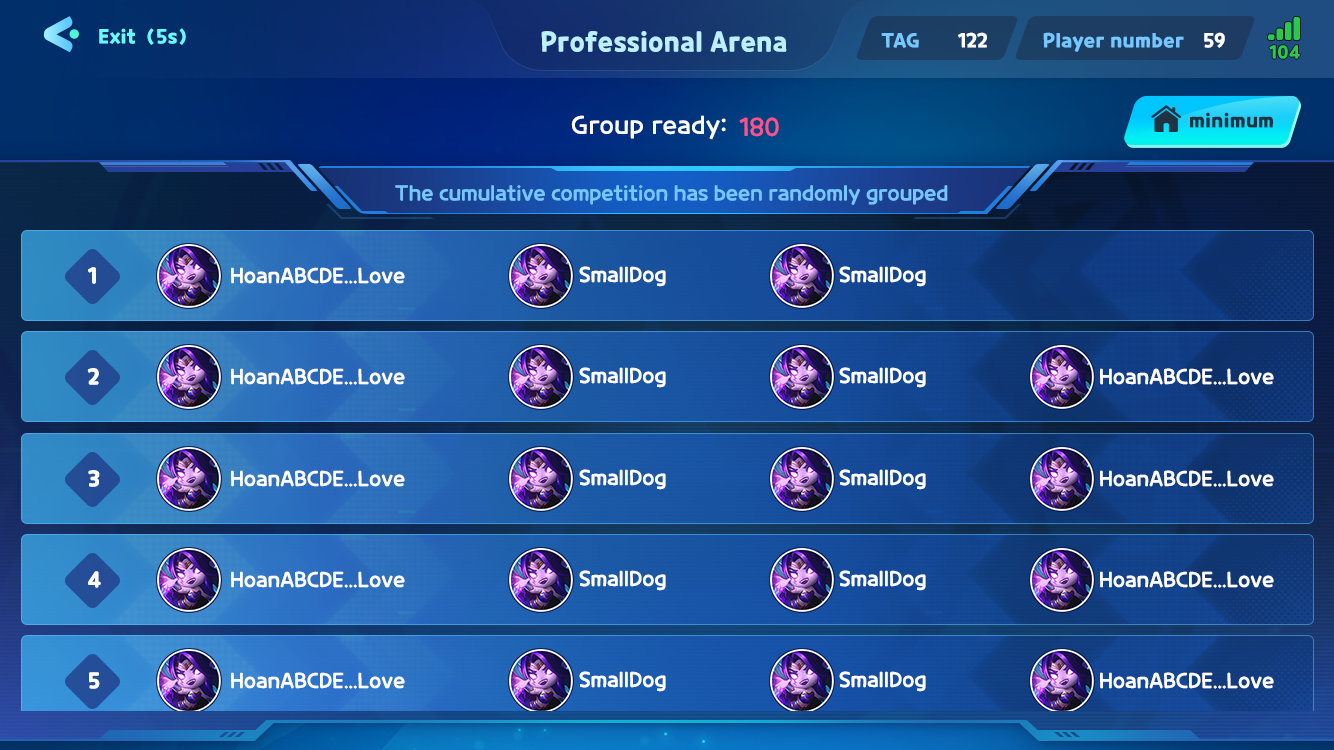 Exit (5s)
Professional Arena
TAG 122
Player number 59
104
Group ready: 180
minimum
The cumulative competition has been randomly grouped
1 HoanABCDE...Love SmallDog SmallDog
2 HoanABCDE...Love SmallDog SmallDog HoanABCDE...Love
3 HoanABCDE...Love SmallDog SmallDog HoanABCDE...Love
4 HoanABCDE...Love SmallDog SmallDog HoanABCDE...Love
5 HoanABCDE...Love SmallDog SmallDog HoanABCDE...Love